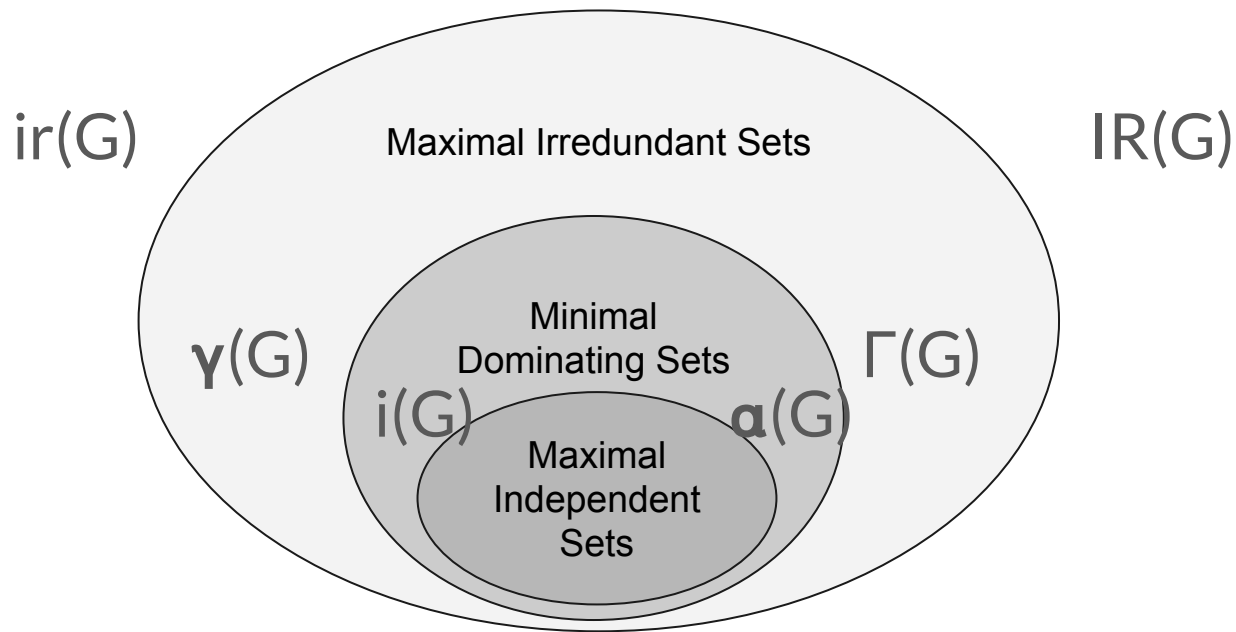 ir(G)
IR(G)
Maximal Irredundant Sets
Minimal
Dominating Sets
γ(G)
Γ(G)
i(G)
α(G)
Maximal
Independent
Sets